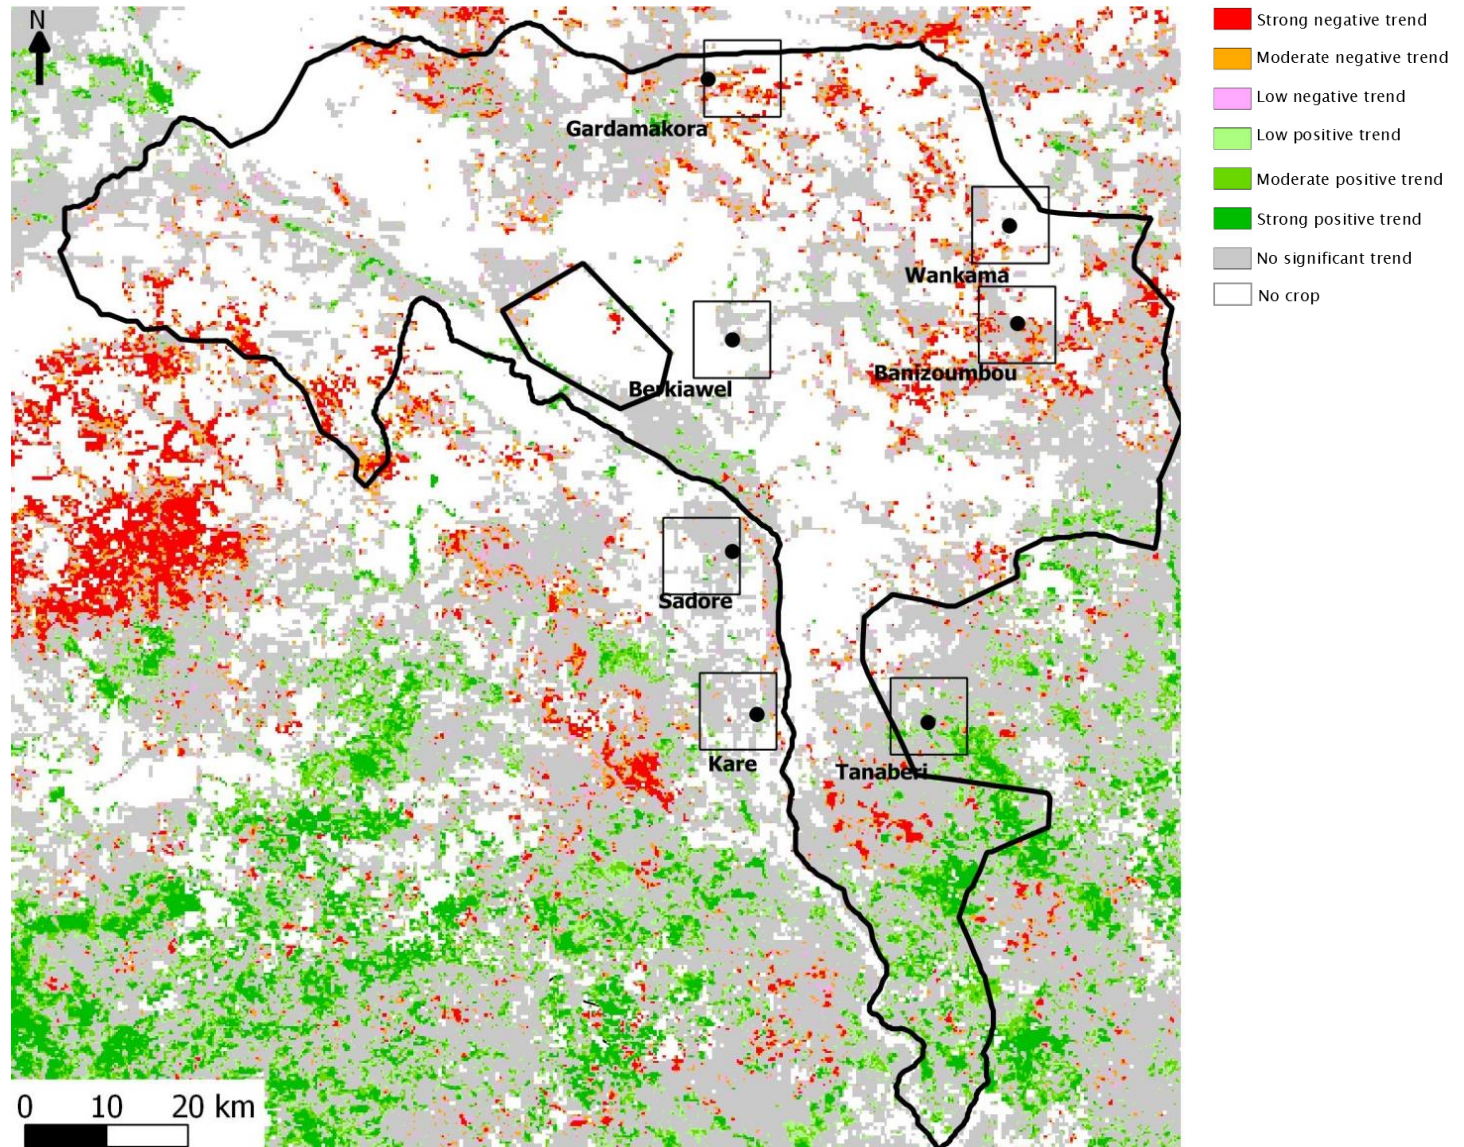 N
Strong negative trend
Moderate negative trend
Low negative trend
Low positive trend
Moderate positive trend
Strong positive trend
No significant trend
No crop
Gardamakora
Wankama
Banizoumbou
Berkiawel
Sadore
Kare
Tanaberi
0 10 20 km